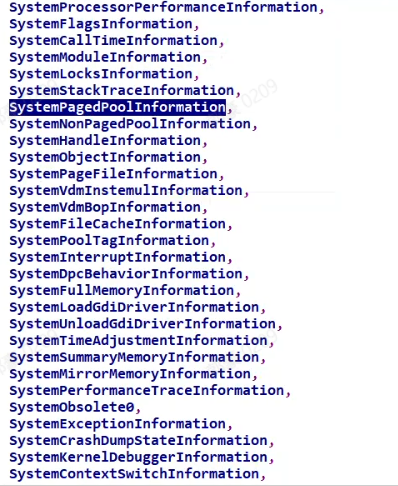 SystemProcessorPerformanceInformation,
SystemFlagsInformation,
SystemCallTimeInformation,
SystemModuleInformation,
SystemLocksInformation,
SystemStackTraceInformation,
SystemPagedPoolInformation,
SystemNonPagedPoolInformation,
SystemHandleInformation,
SystemObjectInformation,
SystemPageFileInformation,
SystemVdmInstemulInformation,
SystemVdmBopInformation,
SystemFileCacheInformation,
SystemPoolTagInformation,
SystemInterruptInformation,
SystemDpcBehaviorInformation,
SystemFullMemoryInformation,
SystemLoadGdiDriverInformation,
SystemUnloadGdiDriverInformation,
SystemTimeAdjustmentInformation,
SystemSummaryMemoryInformation,
SystemMirrorMemoryInformation,
SystemPerformanceTraceInformation,
SystemObsolete0,
SystemExceptionInformation,
SystemCrashDumpStateInformation,
SystemKernelDebuggerInformation,
SystemContextSwitchInformation,
0209